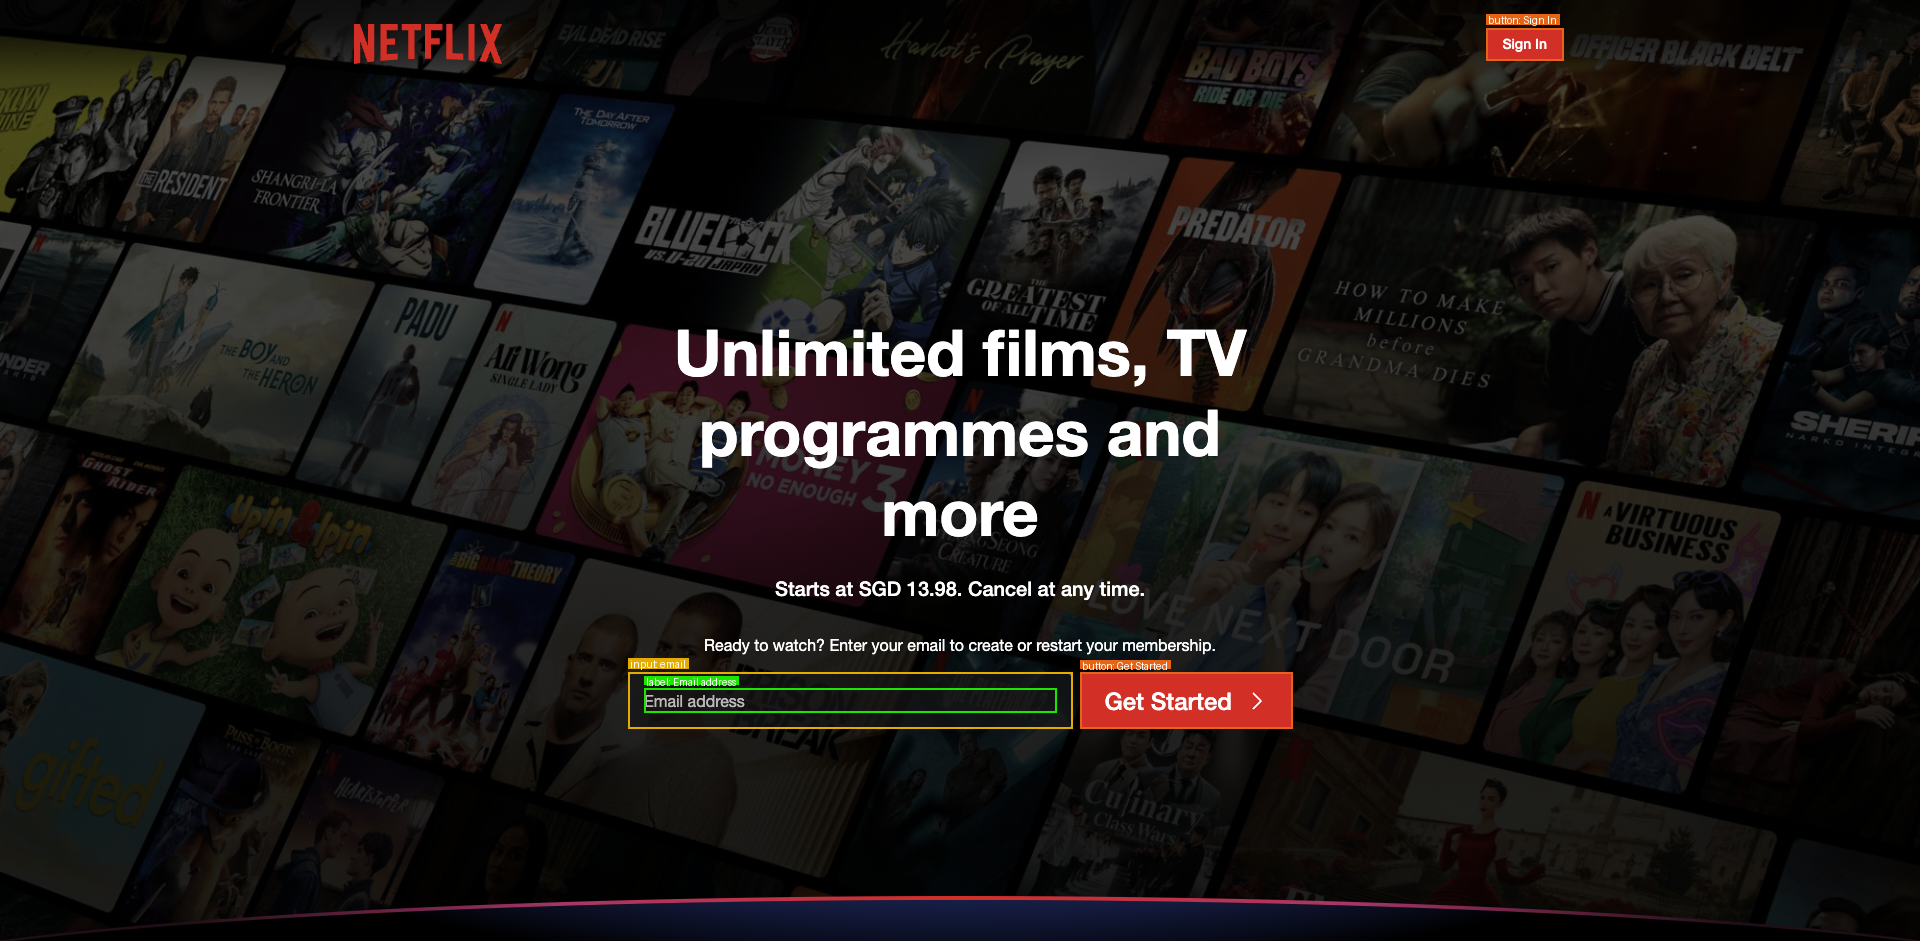 NETFLIX
button: Sign In
Sign In
EVIL DEAD RISE
Harlot's Prayer
BAD BOYS
RIDE OR DIE
OFFICER BLACK BELT
THE DAY AFTER
TOMORROW
THE RESIDENT
SHANGRI-LA
FRONTIER
BLUELOCK
VS. U-20 JAPAN
THE
GREATEST
OF ALL TIME
THE
PREDATOR
HOW TO MAKE
MILLIONS
before
GRANDMA DIES
THE BOY AND
THE HERON
PADU
Ali Wong
SINGLE LADY
Unlimited films, TV
programmes and
more
MONEY 3
NO ENOUGH
GHOST
RIDER
Upin & Ipin
THE BIG BANG THEORY
CREATURE
LOVE NEXT DOOR
A VIRTUOUS
BUSINESS
Starts at SGD 13.98. Cancel at any time.
Ready to watch? Enter your email to create or restart your membership.
input: email
label: Email address
Email address
button: Get Started
Get Started
gifted
PUSS IN BOOTS
HEARTSTOPPER
BREAK
Culinary
Class Wars